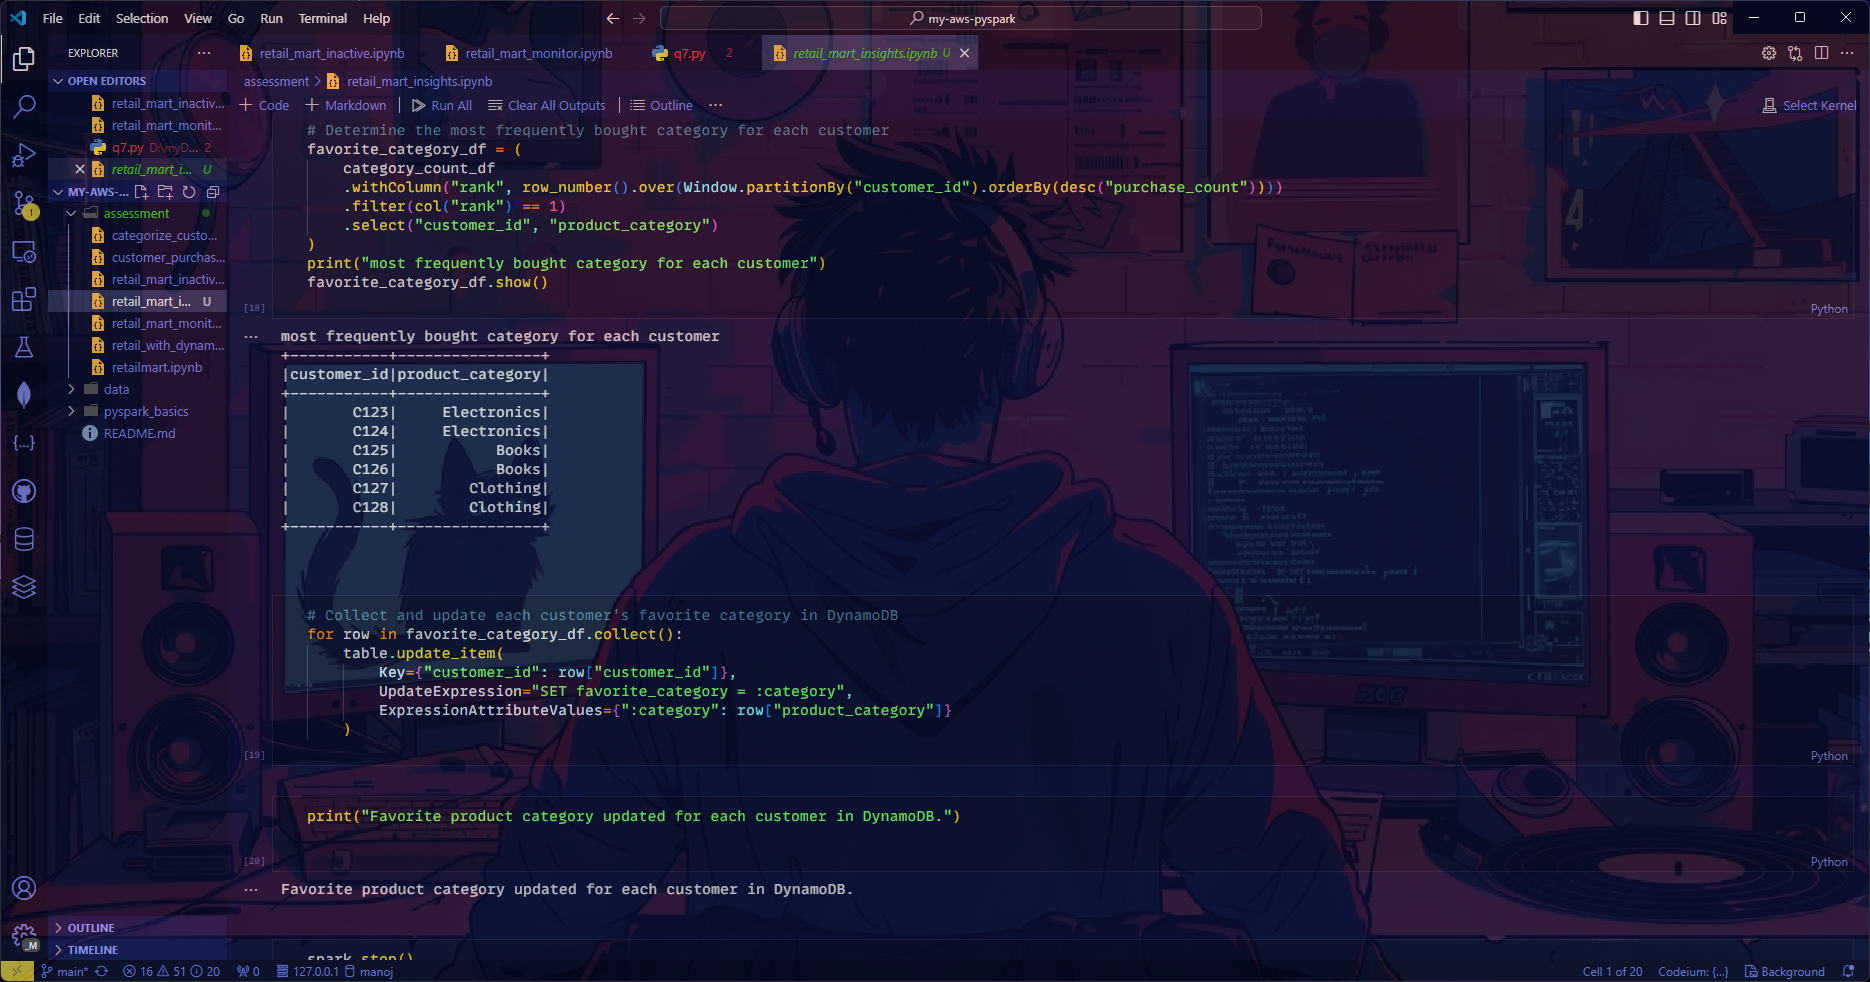 File Edit Selection View Go Run Terminal Help
my-aws-pyspark
EXPLORER
retail_mart_inactive.ipynb
retail_mart_monitor.ipynb
q7.py 2
retail_mart_insights.ipynb U
OPEN EDITORS
assessment > retail_mart_insights.ipynb
retail_mart_inactiv...
Code
Markdown
Run All
Clear All Outputs
Outline
Select Kernel
retail_mart_monit...
q7.py D:\myD... 2
retail_mart_i... U
MY-AWS-...
assessment
categorize_custo...
customer_purchas...
retail_mart_inactiv...
retail_mart_i... U
retail_mart_monit...
retail_with_dynam...
retailmart.ipynb
data
pyspark_basics
README.md
# Determine the most frequently bought category for each customer
favorite_category_df = (
category_count_df
.withColumn("rank", row_number().over(Window.partitionBy("customer_id").orderBy(desc("purchase_count"))))
.filter(col("rank") == 1)
.select("customer_id", "product_category")
)
print("most frequently bought category for each customer")
favorite_category_df.show()
[18]
Python
most frequently bought category for each customer
+-----------+----------------+
|customer_id|product_category|
+-----------+----------------+
|       C123|     Electronics|
|       C124|     Electronics|
|       C125|           Books|
|       C126|           Books|
|       C127|        Clothing|
|       C128|        Clothing|
+-----------+----------------+
# Collect and update each customer's favorite category in DynamoDB
for row in favorite_category_df.collect():
table.update_item(
Key={"customer_id": row["customer_id"]},
UpdateExpression="SET favorite_category = :category",
ExpressionAttributeValues={":category": row["product_category"]}
)
[19]
Python
print("Favorite product category updated for each customer in DynamoDB.")
[20]
Python
Favorite product category updated for each customer in DynamoDB.
spark.stop()
OUTLINE
TIMELINE
main* 16 51 20 0 127.0.0.1 manoj
Cell 1 of 20 Codeium: {...} Background